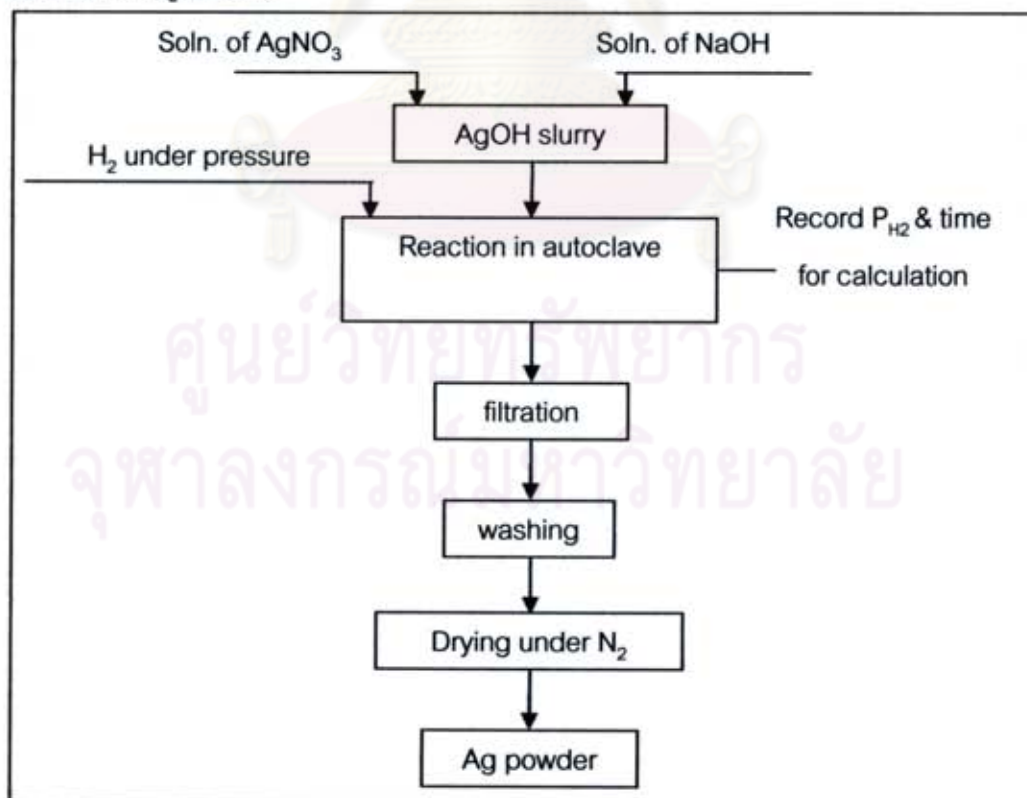 Soln. of AgNO₃
Soln. of NaOH
AgOH slurry
H₂ under pressure
Reaction in autoclave
Record P_H2 & time
for calculation
ศูนย์วิทยทรัพยากร
filtration
จุฬาลงกรณ์มหาวิทยาลัย
washing
Drying under N₂
Ag powder